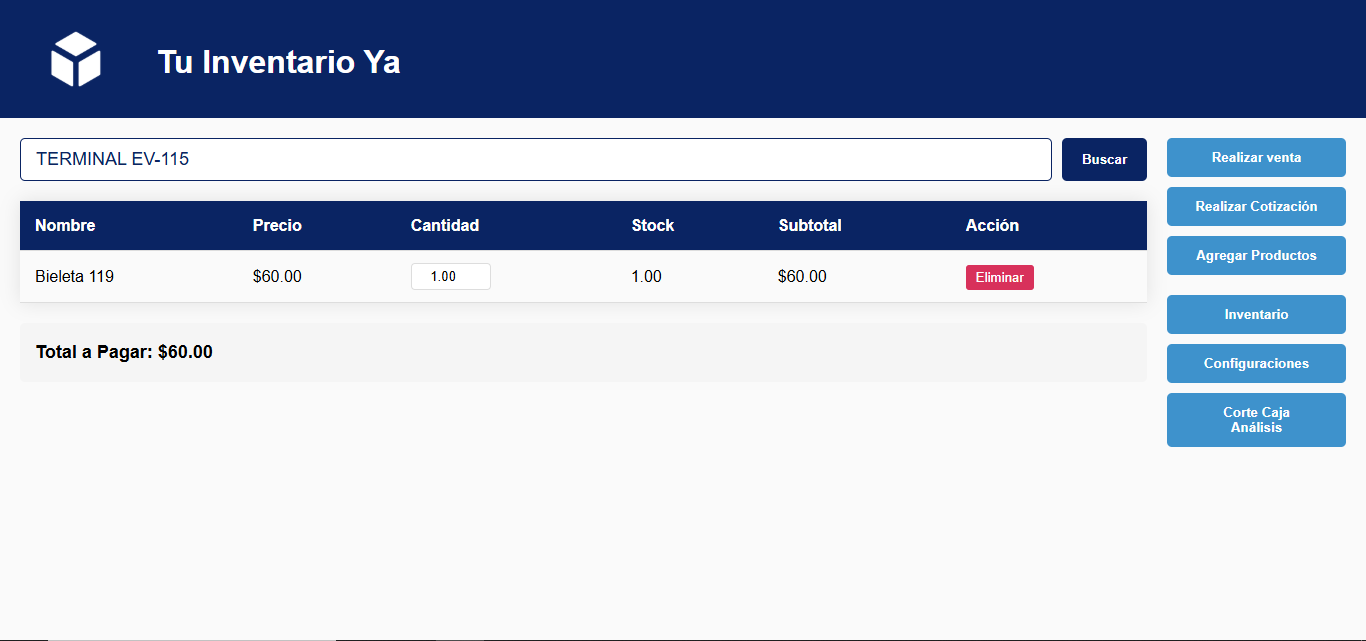 Tu Inventario Ya
TERMINAL EV-115
Buscar
Nombre Precio Cantidad Stock Subtotal Acción
Bieleta 119 $60.00 1.00 1.00 $60.00 Eliminar
Total a Pagar: $60.00
Realizar venta
Realizar Cotización
Agregar Productos
Inventario
Configuraciones
Corte Caja
Análisis